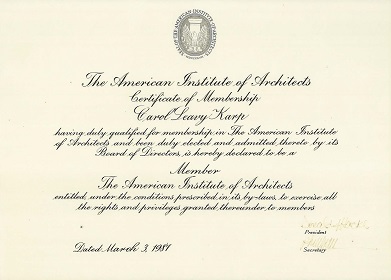 The American Institute of Architects
Certificate of Membership
Carol Leavy Karp
having duly qualified for membership in The American Institute
of Architects and been duly elected and admitted thereto by its
Board of Directors, is hereby declared to be a
Member
The American Institute of Architects
entitled, under the conditions prescribed in its by-laws, to exercise all
the rights and privileges granted thereunder to members
President
Secretary
Dated March 3, 1981